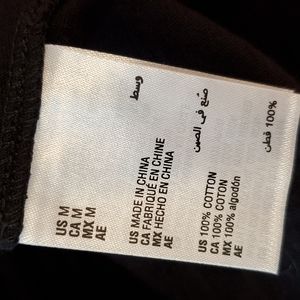 US M
CA M
MX M
AE
وسط
US MADE IN CHINA
CA FABRIQUÉ EN CHINE
MX HECHO EN CHINA
AE
صُنع في الصين
US 100% COTTON
CA 100% COTON
MX 100% algodón
AE
100% قطن